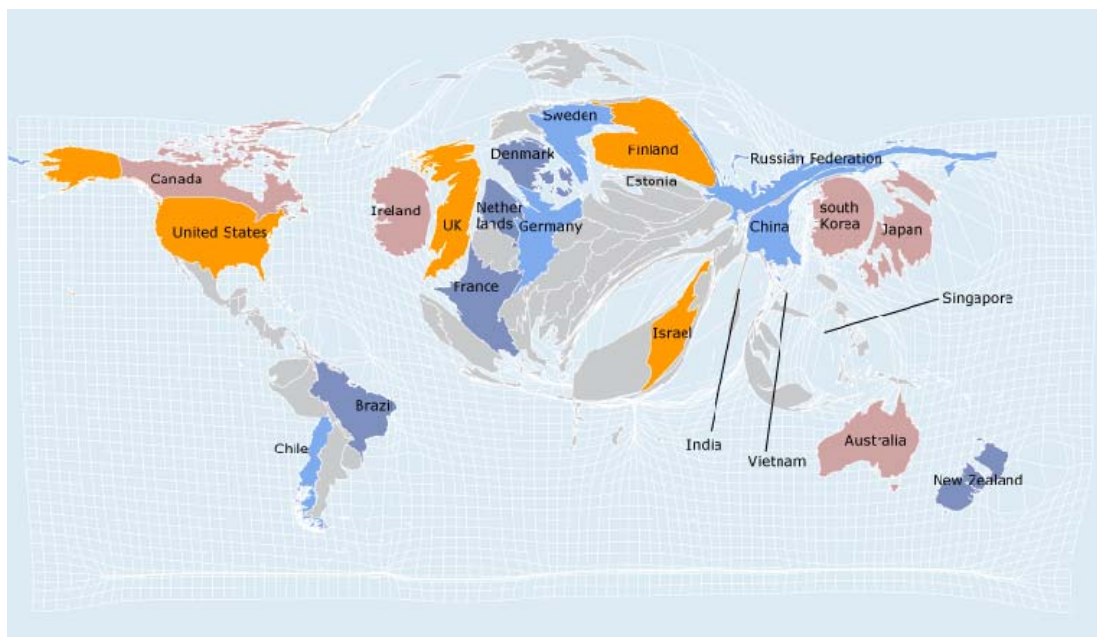 Sweden
Denmark
Finland
Russian Federation
Canada
Estonia
Ireland
Nether
lands
south
Korea
United States
UK
Germany
China
Japan
France
Singapore
Israel
Brazi
Australia
India
Chile
Vietnam
New Zealand